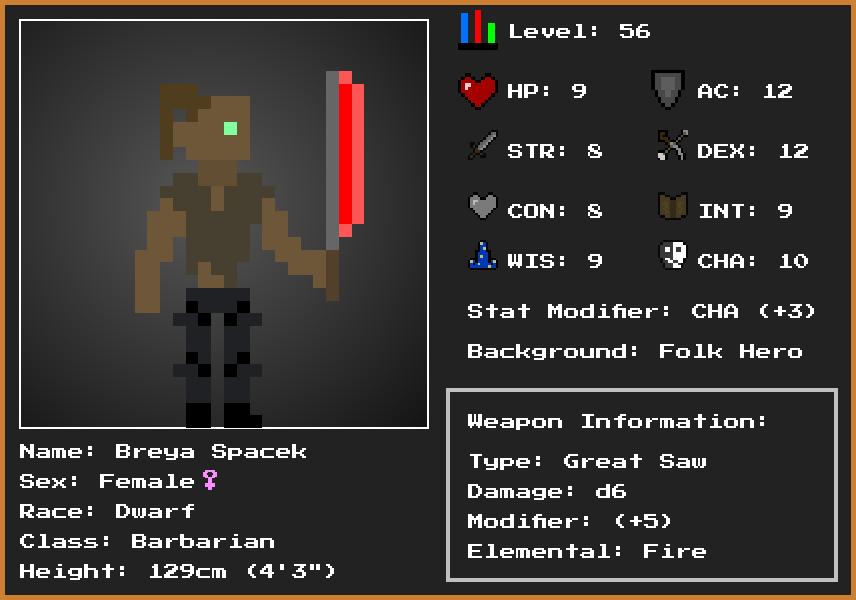 Level: 56
HP: 9
AC: 12
STR: 8
DEX: 12
CON: 8
INT: 9
WIS: 9
CHA: 10
Stat Modifier: CHA (+3)
Background: Folk Hero
Weapon Information:
Type: Great Saw
Damage: d6
Modifier: (+5)
Elemental: Fire
Name: Breya Spacek
Sex: Female♀
Race: Dwarf
Class: Barbarian
Height: 129cm (4'3")